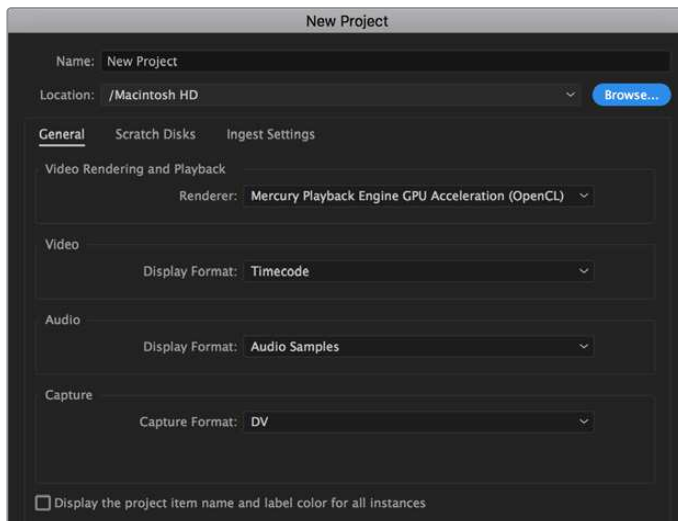 New Project
Name: New Project
Location: /Macintosh HD Browse...
General Scratch Disks Ingest Settings
Video Rendering and Playback
Renderer: Mercury Playback Engine GPU Acceleration (OpenCL)
Video
Display Format: Timecode
Audio
Display Format: Audio Samples
Capture
Capture Format: DV
Display the project item name and label color for all instances